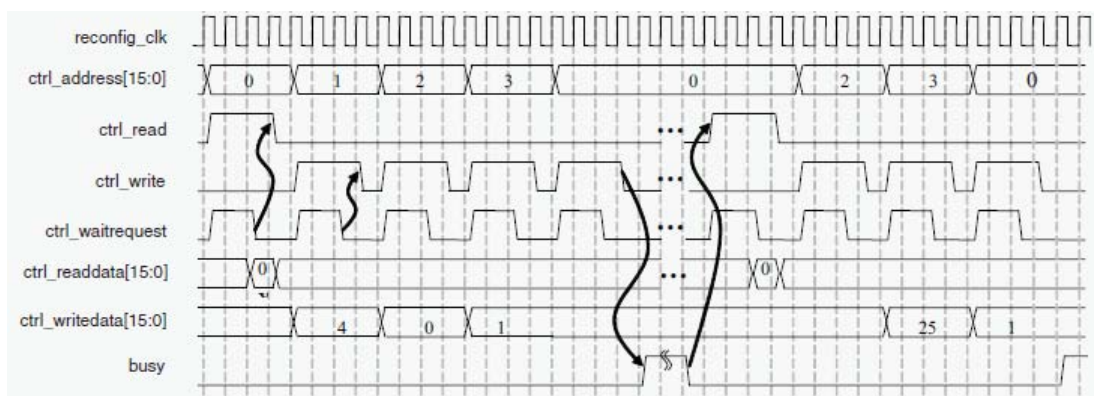 reconfig_clk
ctrl_address[15:0] 0 1 2 3 0 2 3 0
ctrl_read
ctrl_write
ctrl_waitrequest
ctrl_readdata[15:0] 0 0
ctrl_writedata[15:0] 4 0 1 25 1
busy